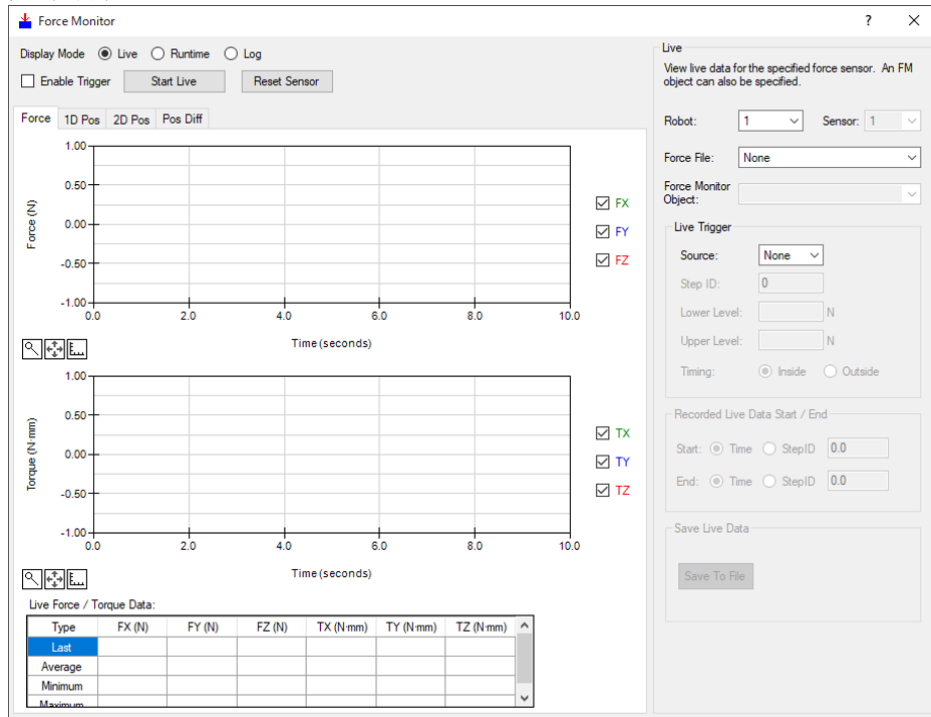 Force Monitor
? ×
Display Mode Live Runtime Log
Enable Trigger Start Live Reset Sensor
Force 1D Pos 2D Pos Pos Diff
1.00
0.50
0.00
-0.50
-1.00
Force (N)
0.0 2.0 4.0 6.0 8.0 10.0
Time (seconds)
FX
FY
FZ
1.00
0.50
0.00
-0.50
-1.00
Torque (N·mm)
0.0 2.0 4.0 6.0 8.0 10.0
Time (seconds)
TX
TY
TZ
Live Force / Torque Data:
Type FX (N) FY (N) FZ (N) TX (N·mm) TY (N·mm) TZ (N·mm)
Last
Average
Minimum
Maximum
Live
View live data for the specified force sensor. An FM
object can also be specified.
Robot: 1 Sensor: 1
Force File: None
Force Monitor
Object:
Live Trigger
Source: None
Step ID: 0
Lower Level: N
Upper Level: N
Timing: Inside Outside
Recorded Live Data Start / End
Start: Time StepID 0.0
End: Time StepID 0.0
Save Live Data
Save To File